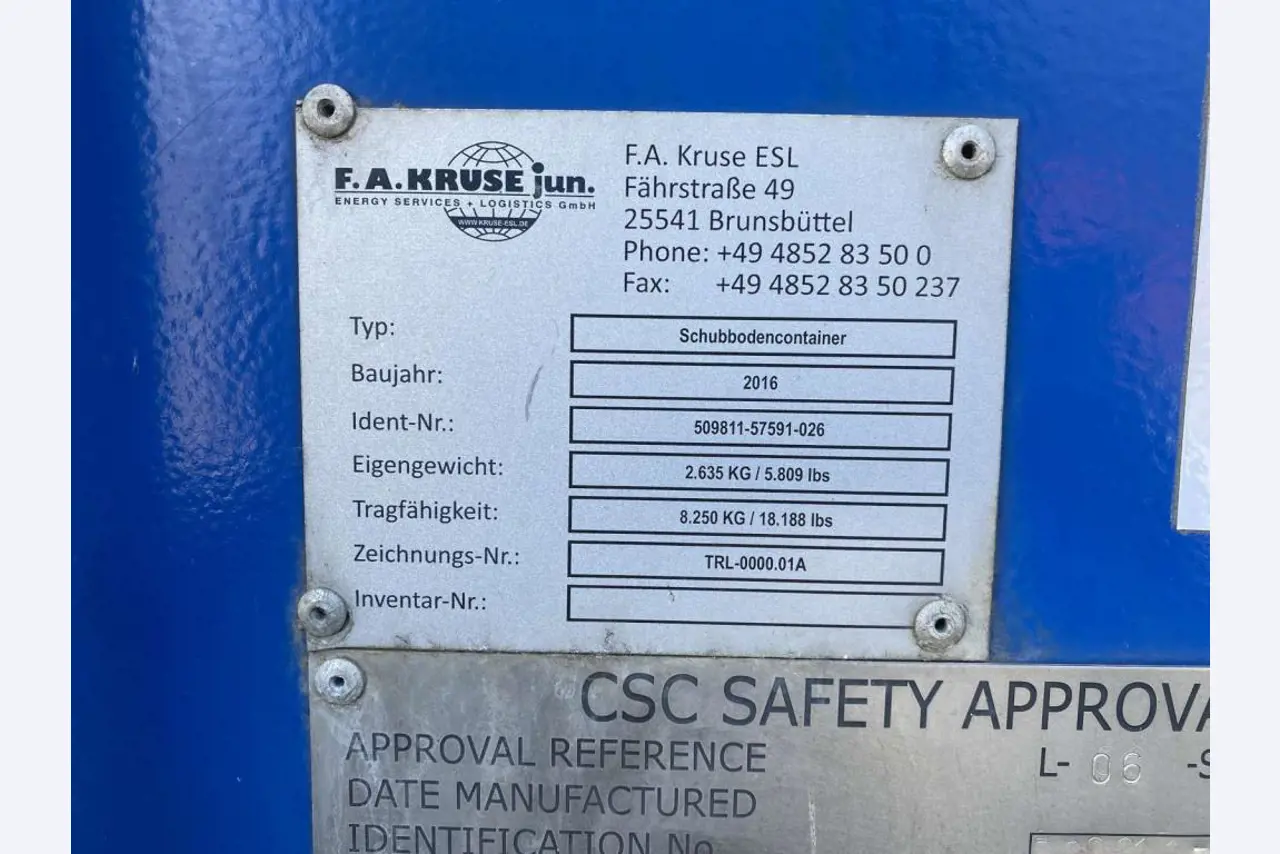 F.A. KRUSE jun.
ENERGY SERVICES + LOGISTICS GmbH
WWW.KRUSE-ESL.DE
F.A. Kruse ESL
Fährstraße 49
25541 Brunsbüttel
Phone: +49 4852 83 50 0
Fax: +49 4852 83 50 237
Typ: Schubbodencontainer
Baujahr: 2016
Ident-Nr.: 509811-57591-026
Eigengewicht: 2.635 KG / 5.809 lbs
Tragfähigkeit: 8.250 KG / 18.188 lbs
Zeichnungs-Nr.: TRL-0000.01A
Inventar-Nr.:
CSC SAFETY APPROVA
APPROVAL REFERENCE L- 06 -S
DATE MANUFACTURED
IDENTIFICATION No